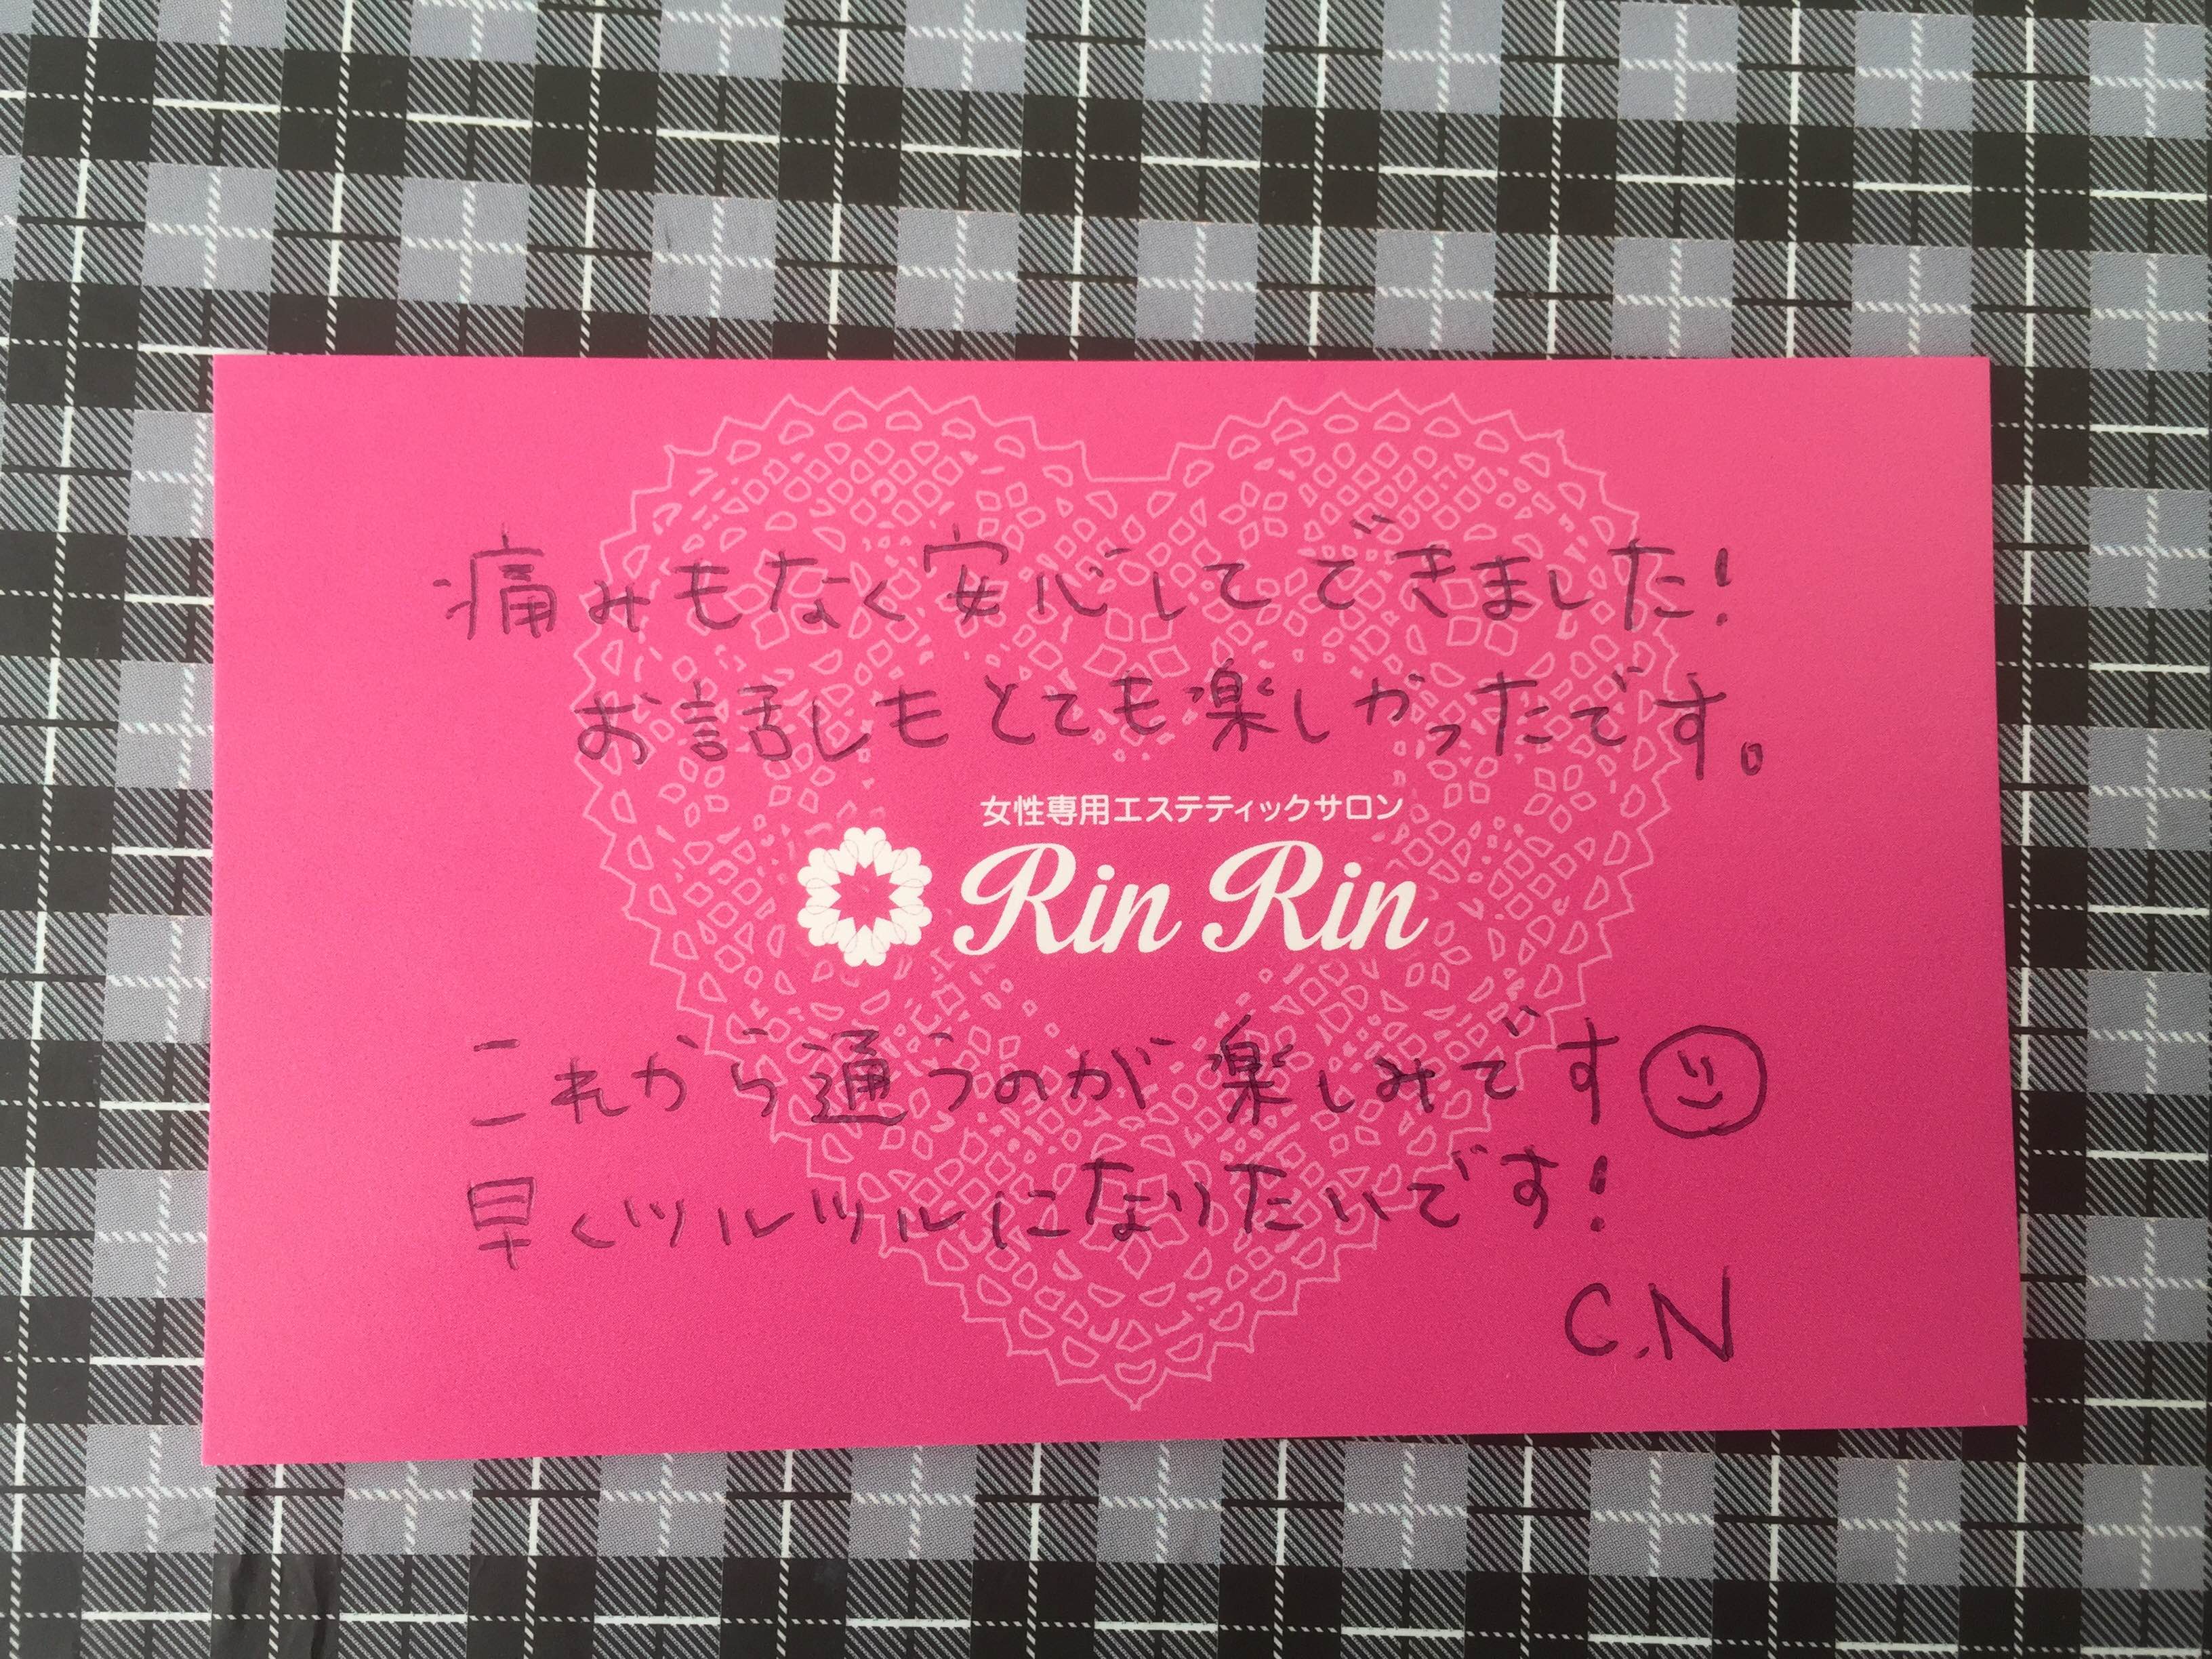 痛みもなく安心してできました!
お話しもとても楽しかったです。
女性専用エステティックサロン
Rin Rin
これから通うのが楽しみです
早くツルツルになりたいです!
C.N